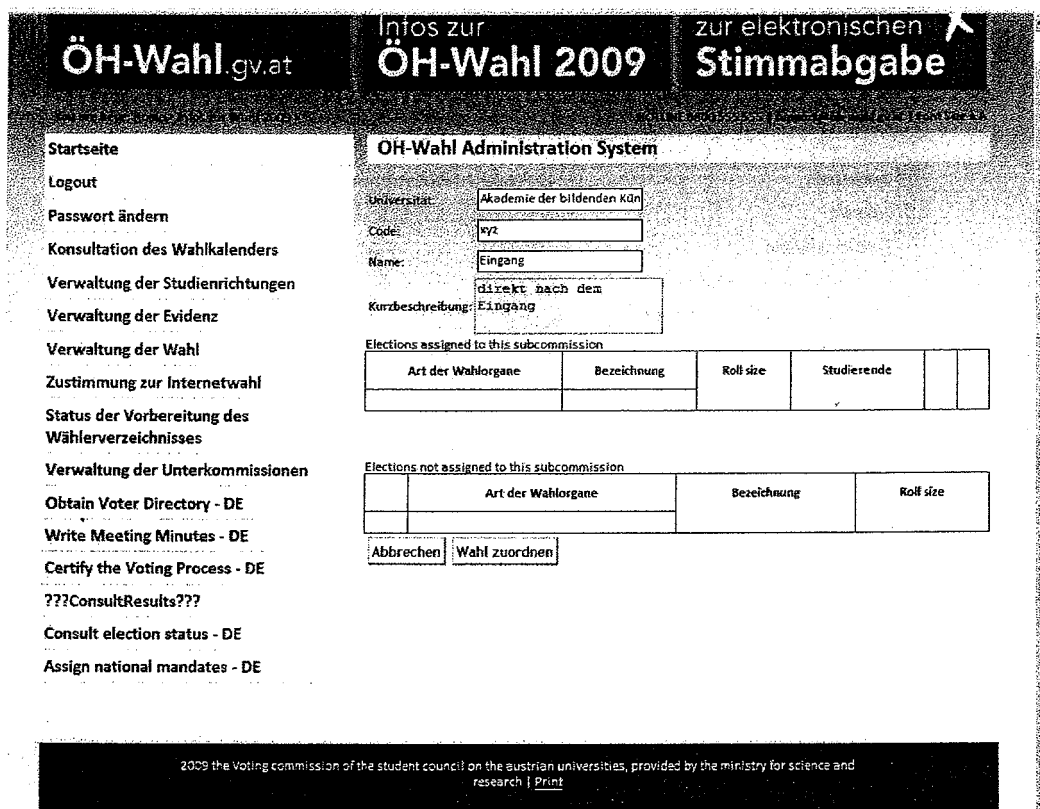 ÖH-Wahl.gv.at
Infos zur
ÖH-Wahl 2009
zur elektronischen
Stimmabgabe
Startseite
Logout
Passwort ändern
Konsultation des Wahlkalenders
Verwaltung der Studienrichtungen
Verwaltung der Evidenz
Verwaltung der Wahl
Zustimmung zur Internetwahl
Status der Vorbereitung des
Wählerverzeichnisses
Verwaltung der Unterkommissionen
Obtain Voter Directory - DE
Write Meeting Minutes - DE
Certify the Voting Process - DE
???ConsultResults???
Consult election status - DE
Assign national mandates - DE
ÖH-Wahl Administration System
Universität: Akademie der bildenden Kün
Code: xyz
Name: Eingang
Kurzbeschreibung: direkt nach dem
Eingang
Elections assigned to this subcommission
Art der Wahlorgane Bezeichnung Roll size Studierende
Elections not assigned to this subcommission
Art der Wahlorgane Bezeichnung Roll size
Abbrechen Wahl zuordnen
2009 the Voting commission of the student council on the austrian universities, provided by the ministry for science and
research | Print